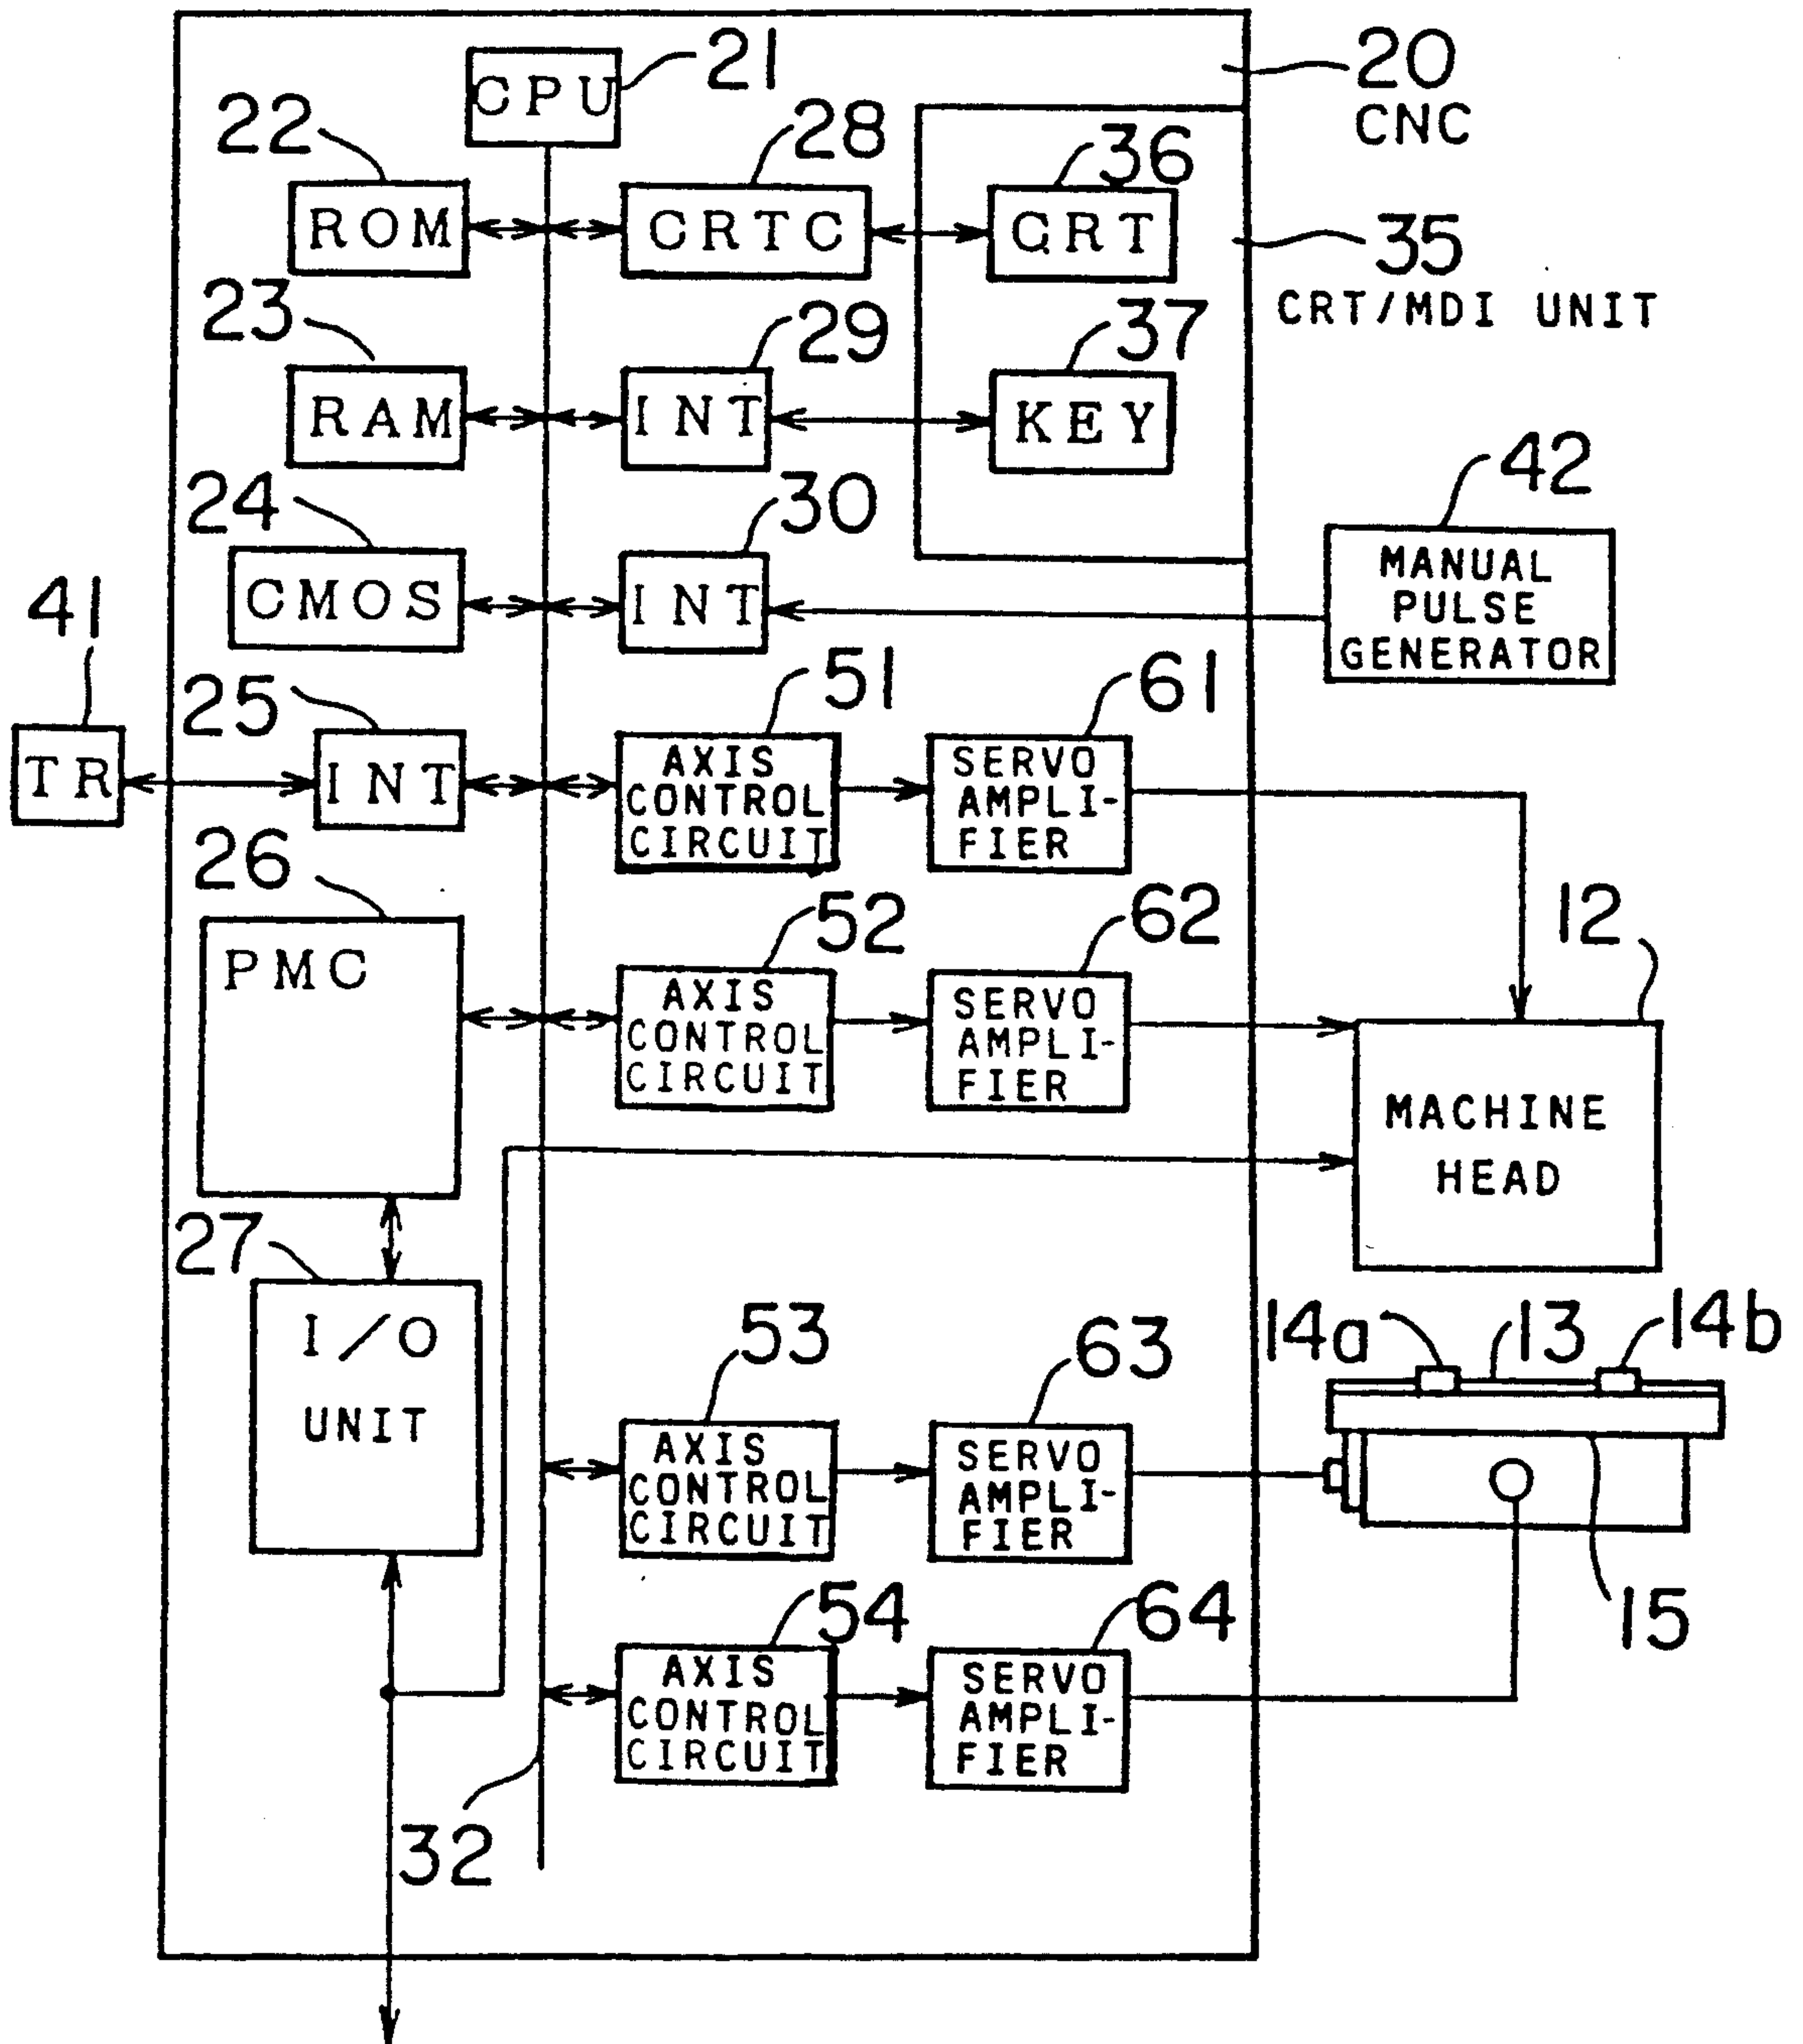 21
CPU
20
CNC
22
28
36
ROM
CRTC
CRT
35
CRT/MDI UNIT
23
29
37
RAM
INT
KEY
24
30
42
CMOS
INT
MANUAL
PULSE
GENERATOR
41
25
51
61
TR
INT
AXIS
CONTROL
CIRCUIT
SERVO
AMPLI-
FIER
26
52
62
12
PMC
AXIS
CONTROL
CIRCUIT
SERVO
AMPLI-
FIER
MACHINE
HEAD
27
I/O
UNIT
53
63
14a
13
14b
AXIS
CONTROL
CIRCUIT
SERVO
AMPLI-
FIER
54
64
15
AXIS
CONTROL
CIRCUIT
SERVO
AMPLI-
FIER
32